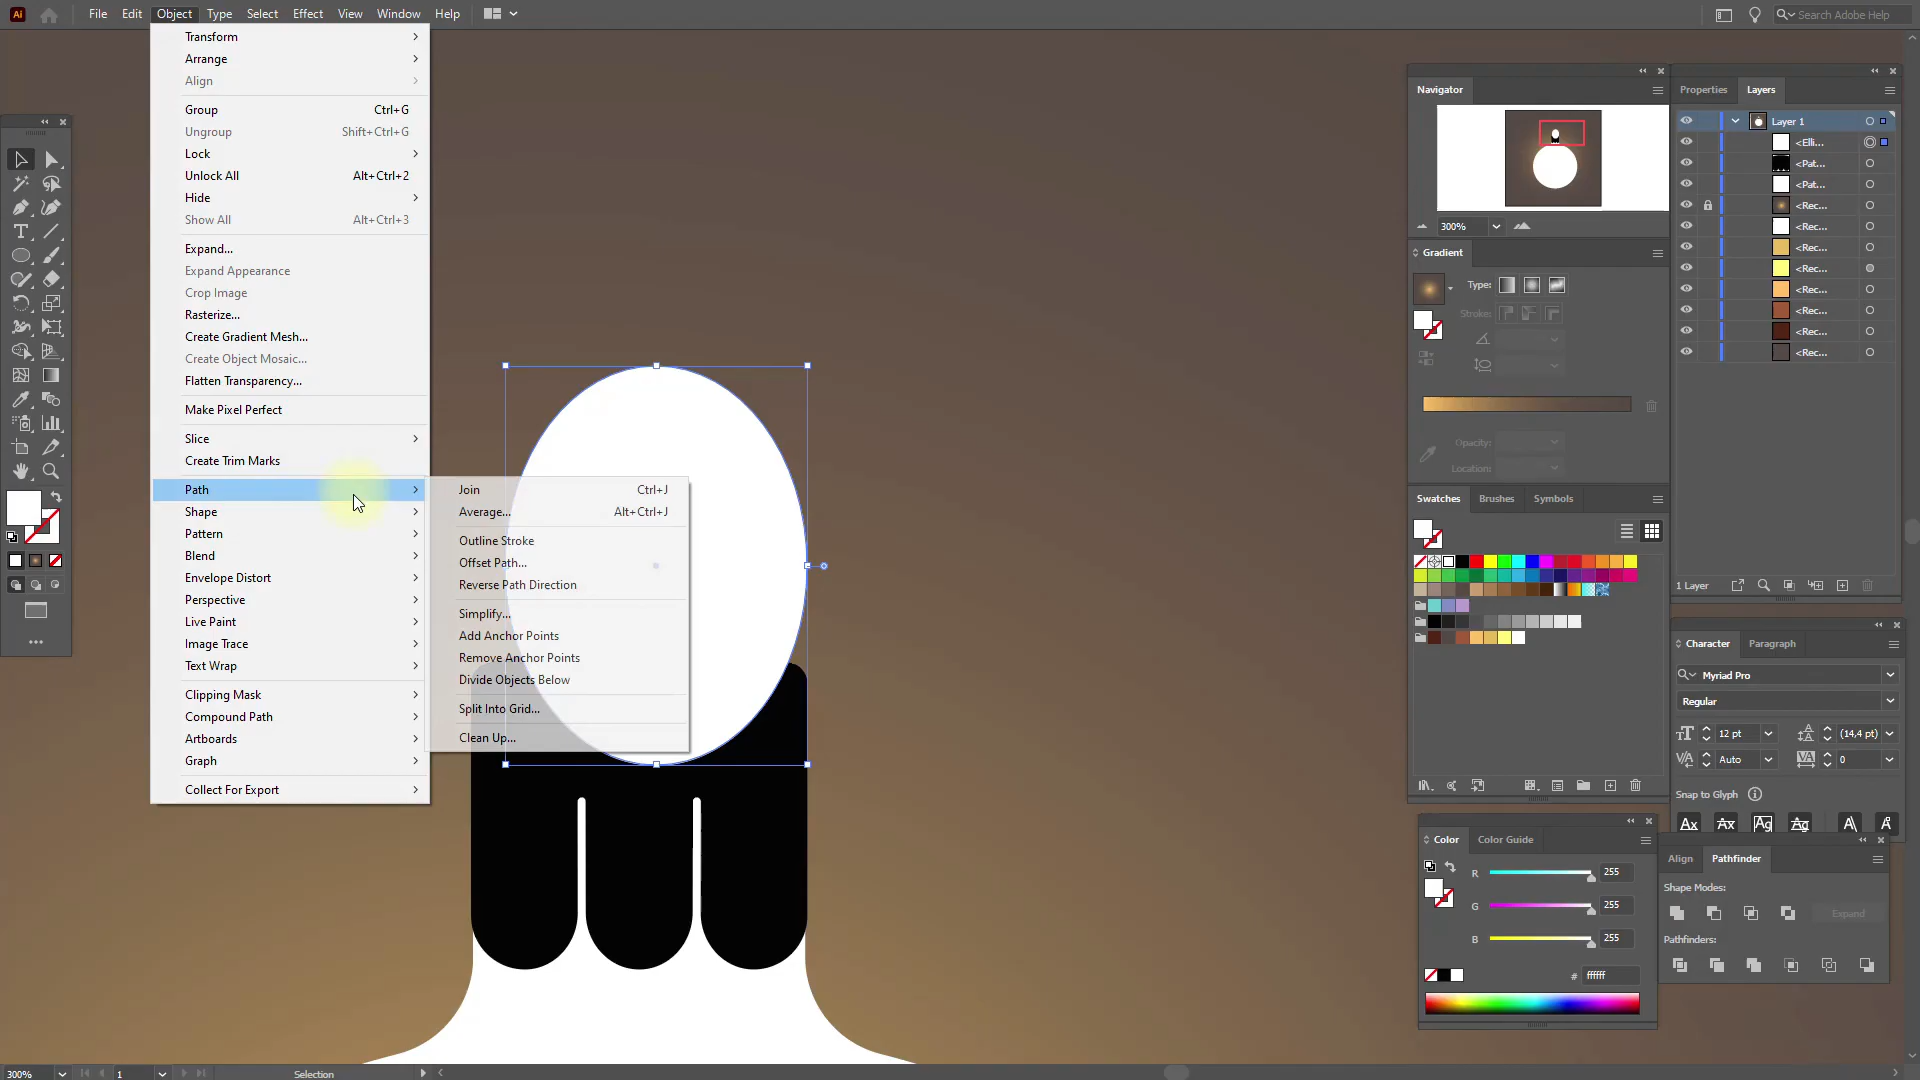 Ai File Edit Object Type Select Effect View Window Help Search Adobe Help
Transform
Arrange
Align
Group Ctrl+G
Ungroup Shift+Ctrl+G
Lock
Unlock All Alt+Ctrl+2
Hide
Show All Alt+Ctrl+3
Expand...
Expand Appearance
Crop Image
Rasterize...
Create Gradient Mesh...
Create Object Mosaic...
Flatten Transparency...
Make Pixel Perfect
Slice
Create Trim Marks
Path
Shape
Pattern
Blend
Envelope Distort
Perspective
Live Paint
Image Trace
Text Wrap
Clipping Mask
Compound Path
Artboards
Graph
Collect For Export
Join Ctrl+J
Average... Alt+Ctrl+J
Outline Stroke
Offset Path...
Reverse Path Direction
Simplify...
Add Anchor Points
Remove Anchor Points
Divide Objects Below
Split Into Grid...
Clean Up...
Navigator
300%
Gradient
Type:
Stroke:
Opacity:
Location:
Swatches Brushes Symbols
Color Color Guide
R 255
G 255
B 255
# ffffff
Properties Layers
Layer 1
<Elli...
<Pat...
<Pat...
<Rec...
<Rec...
<Rec...
<Rec...
<Rec...
<Rec...
<Rec...
<Rec...
1 Layer
Character Paragraph
Myriad Pro
Regular
12 pt (14,4 pt)
Auto 0
Snap to Glyph
Align Pathfinder
Shape Modes:
Expand
Pathfinders:
300% 1 Selection